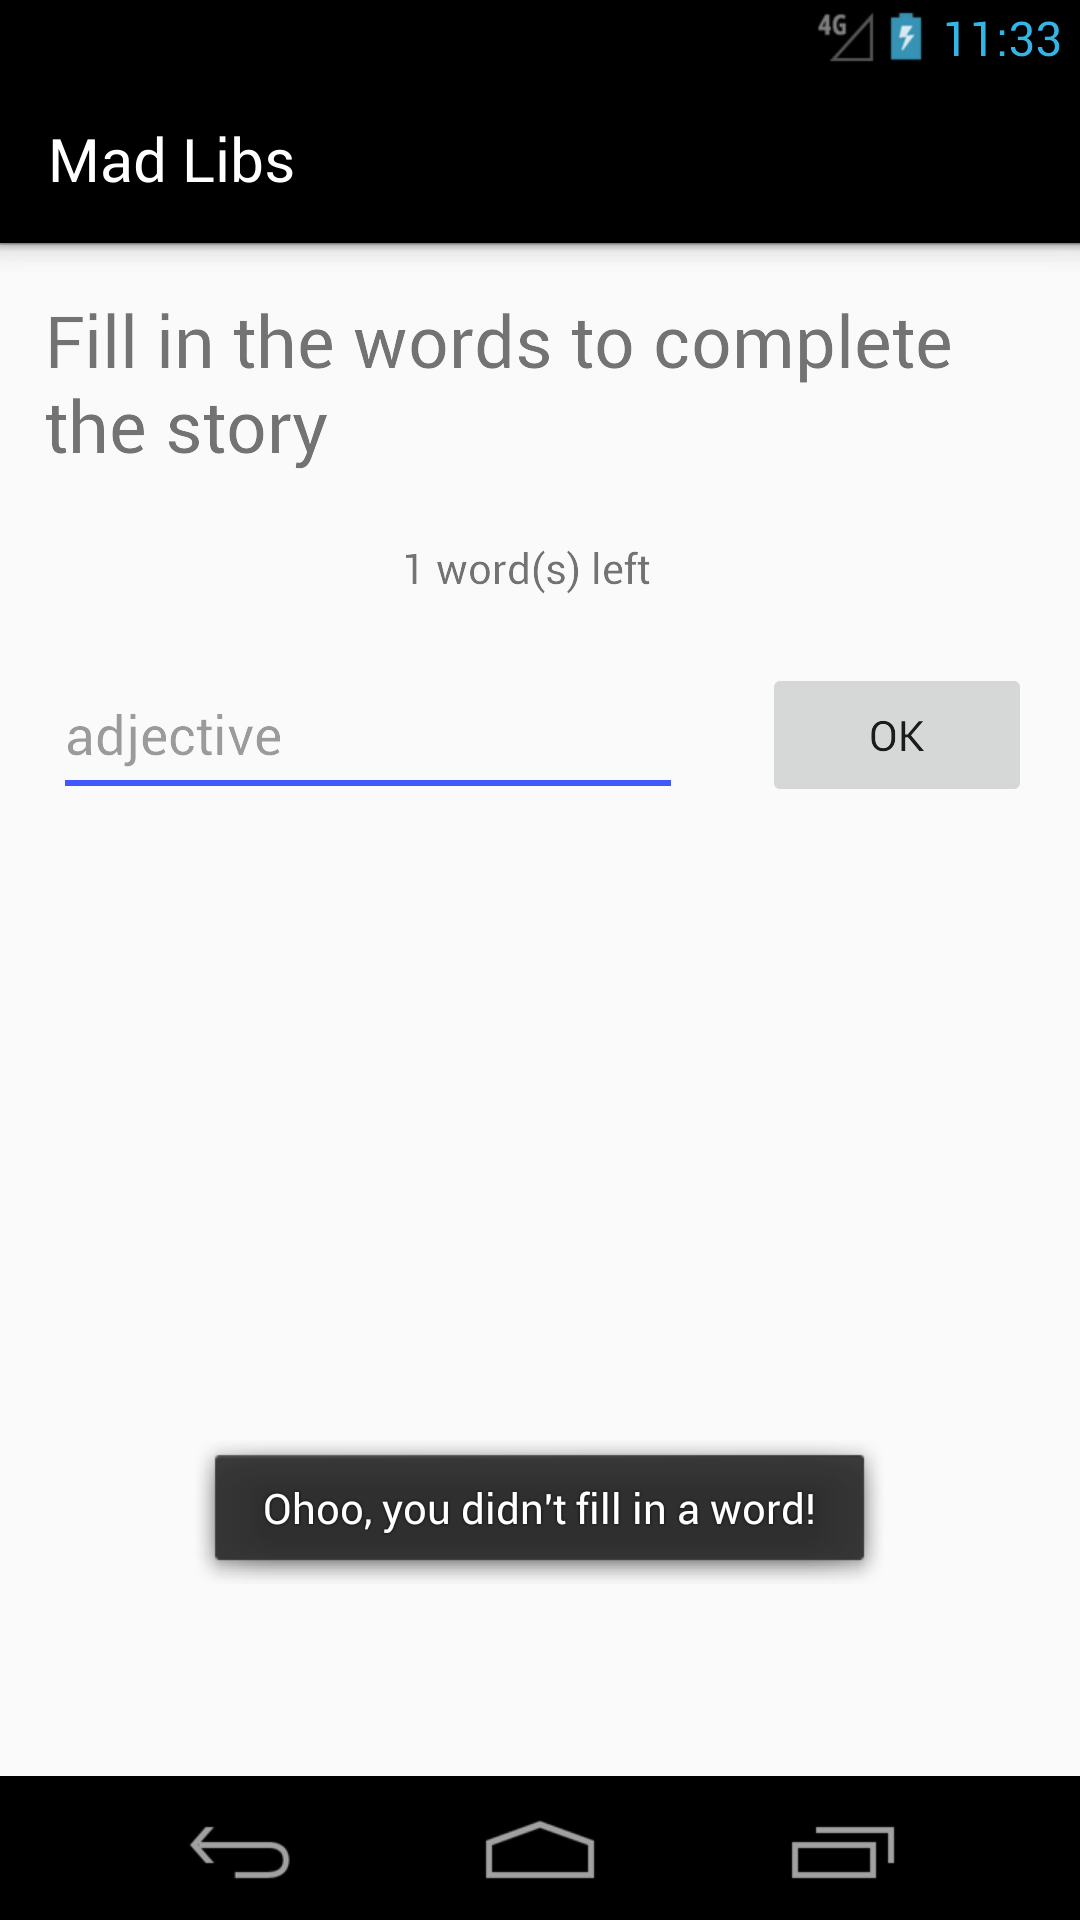 4G 11:33
Mad Libs
Fill in the words to complete
the story
1 word(s) left
adjective
OK
Ohoo, you didn't fill in a word!